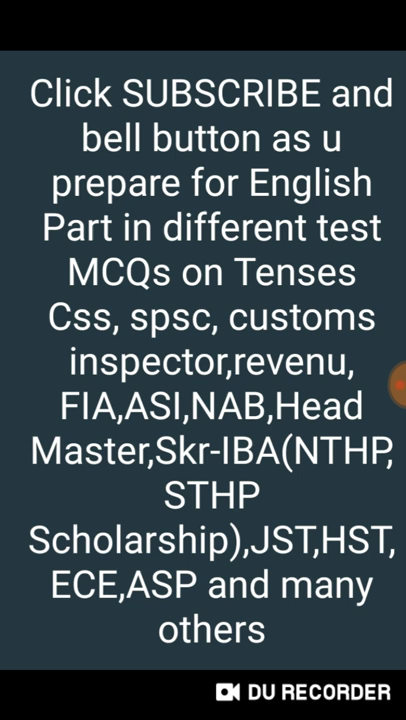 Click SUBSCRIBE and
bell button as u
prepare for English
Part in different test
MCQs on Tenses
Css, spsc, customs
inspector,revenu,
FIA,ASI,NAB,Head
Master,Skr-IBA(NTHP,
STHP
Scholarship),JST,HST,
ECE,ASP and many
others
DU RECORDER